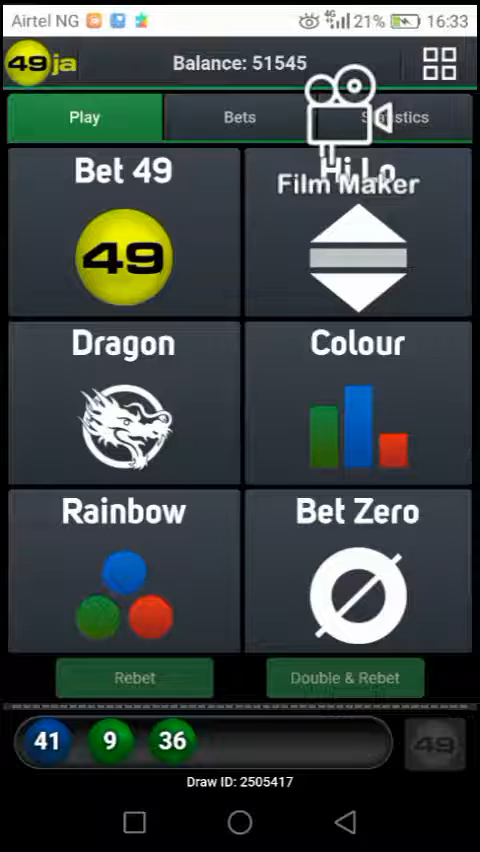 Airtel NG 4G 21% 16:33
49ja Balance: 51545
Play Bets Statistics
Bet 49 Hi Lo
Film Maker
49
Dragon Colour
Rainbow Bet Zero
Rebet Double & Rebet
41 9 36 49
Draw ID: 2505417